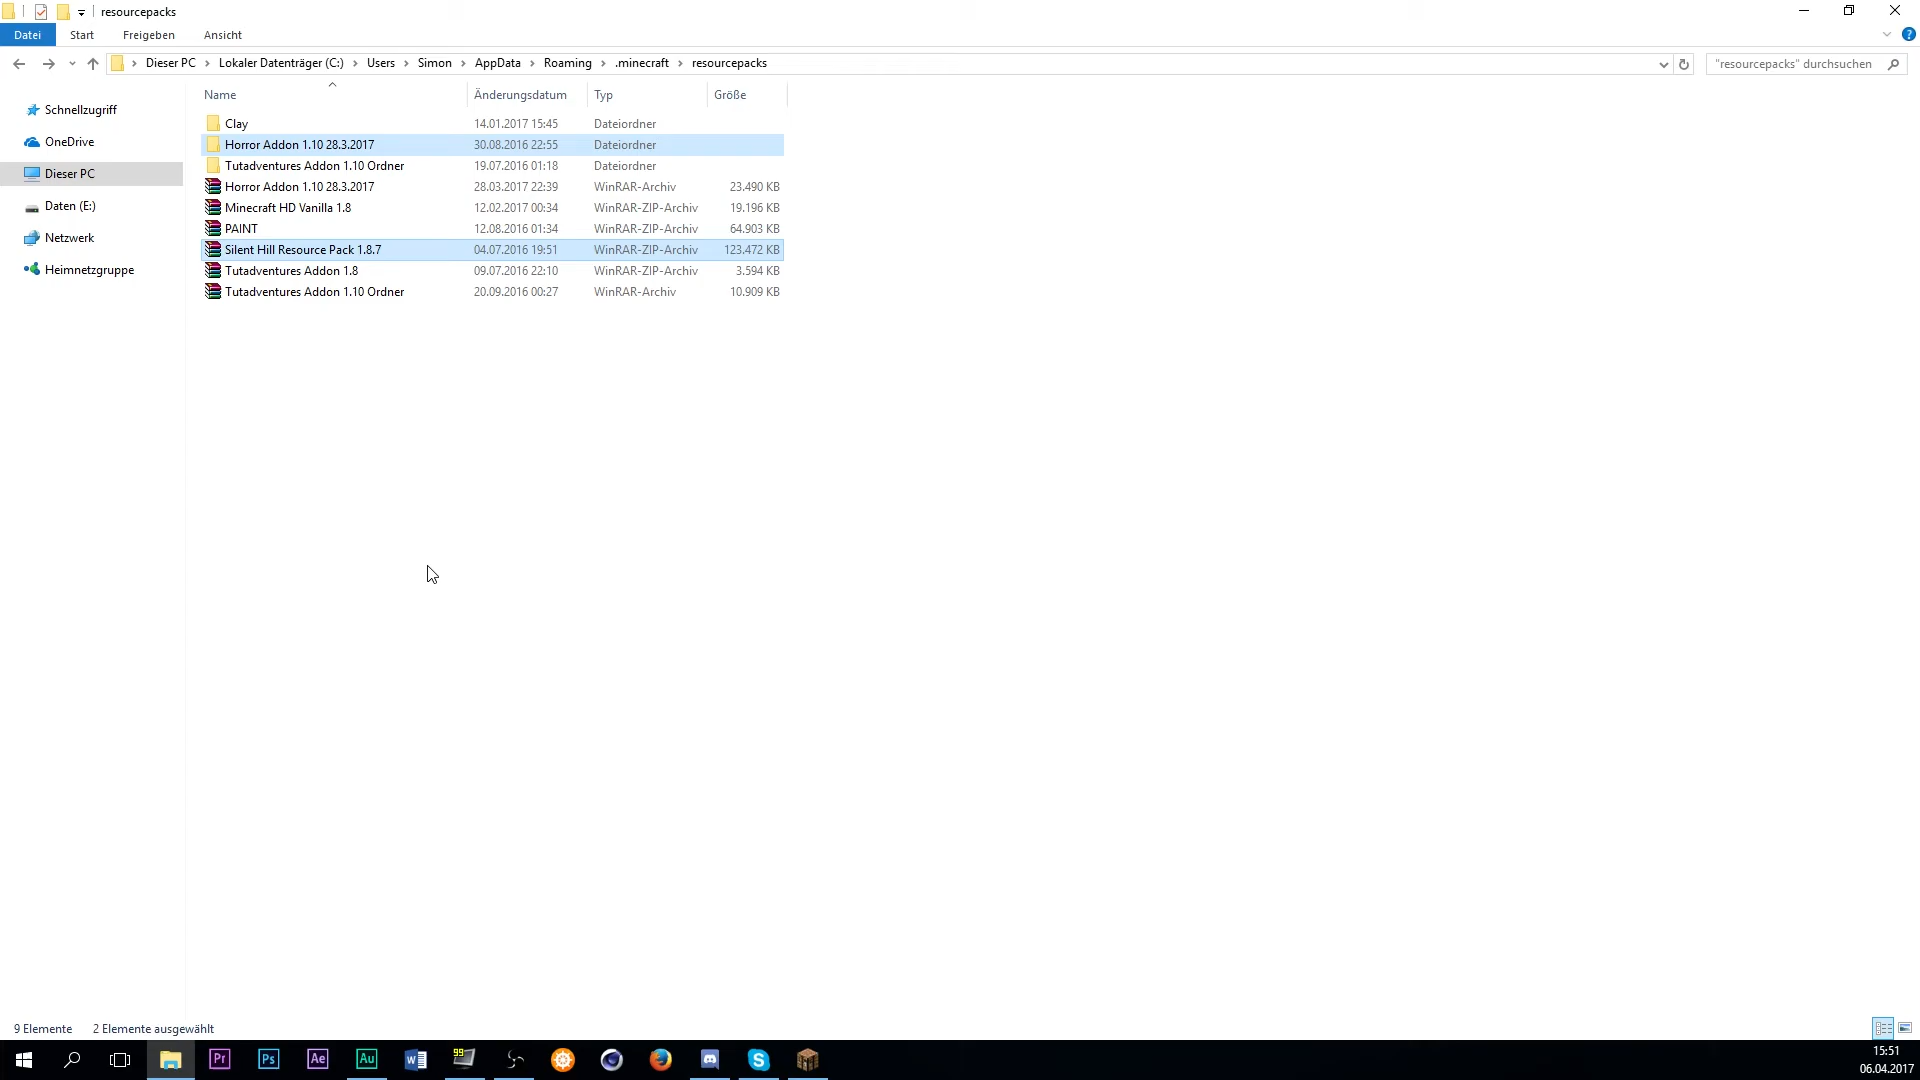 resourcepacks
Datei Start Freigeben Ansicht
Dieser PC Lokaler Datenträger (C:) Users Simon AppData Roaming .minecraft resourcepacks "resourcepacks" durchsuchen
Name Änderungsdatum Typ Größe
Schnellzugriff
OneDrive
Dieser PC
Daten (E:)
Netzwerk
Heimnetzgruppe
Clay 14.01.2017 15:45 Dateiordner
Horror Addon 1.10 28.3.2017 30.08.2016 22:55 Dateiordner
Tutadventures Addon 1.10 Ordner 19.07.2016 01:18 Dateiordner
Horror Addon 1.10 28.3.2017 28.03.2017 22:39 WinRAR-Archiv 23.490 KB
Minecraft HD Vanilla 1.8 12.02.2017 00:34 WinRAR-ZIP-Archiv 19.196 KB
PAINT 12.08.2016 01:34 WinRAR-ZIP-Archiv 64.903 KB
Silent Hill Resource Pack 1.8.7 04.07.2016 19:51 WinRAR-ZIP-Archiv 123.472 KB
Tutadventures Addon 1.8 09.07.2016 22:10 WinRAR-ZIP-Archiv 3.594 KB
Tutadventures Addon 1.10 Ordner 20.09.2016 00:27 WinRAR-Archiv 10.909 KB
9 Elemente 2 Elemente ausgewählt
Pr Ps Ae Au 99
15:51
06.04.2017